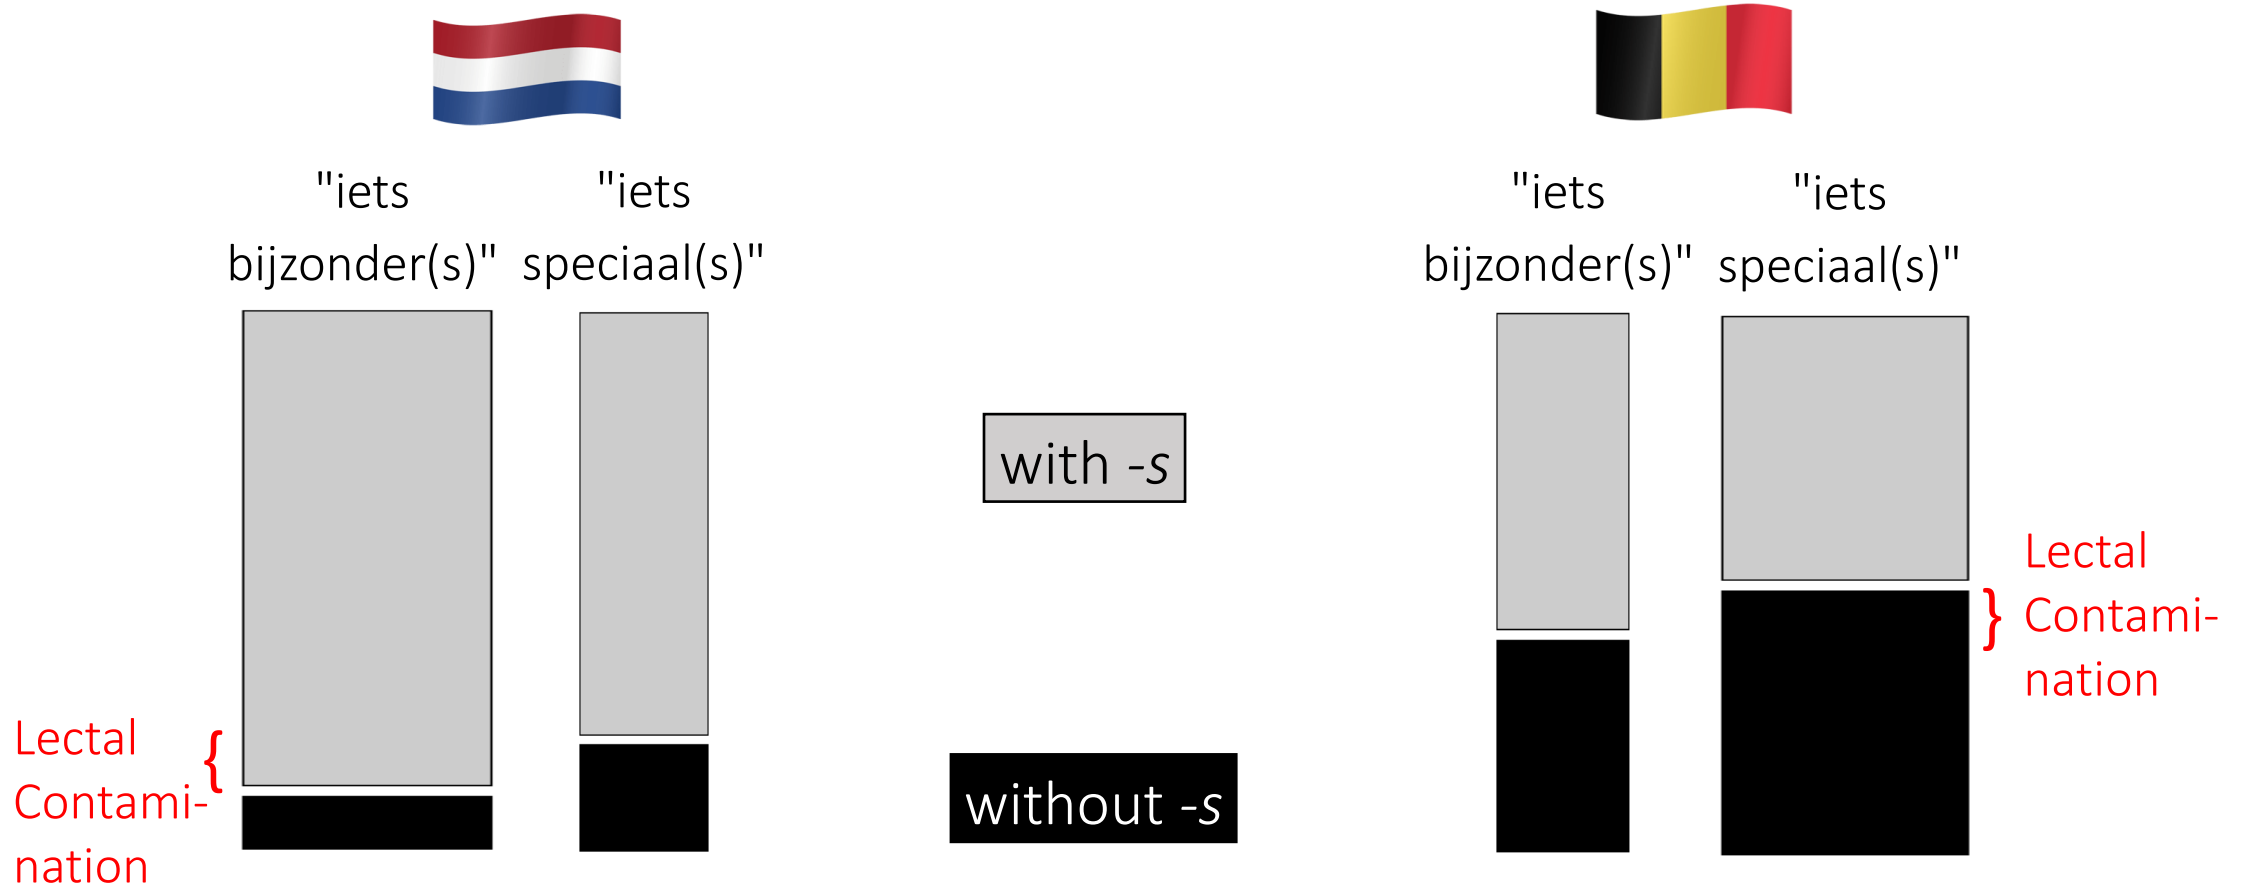 "iets
bijzonder(s)"
"iets
speciaal(s)"
"iets
bijzonder(s)"
"iets
speciaal(s)"
with -s
without -s
Lectal
Contami-
nation
Lectal
Contami-
nation